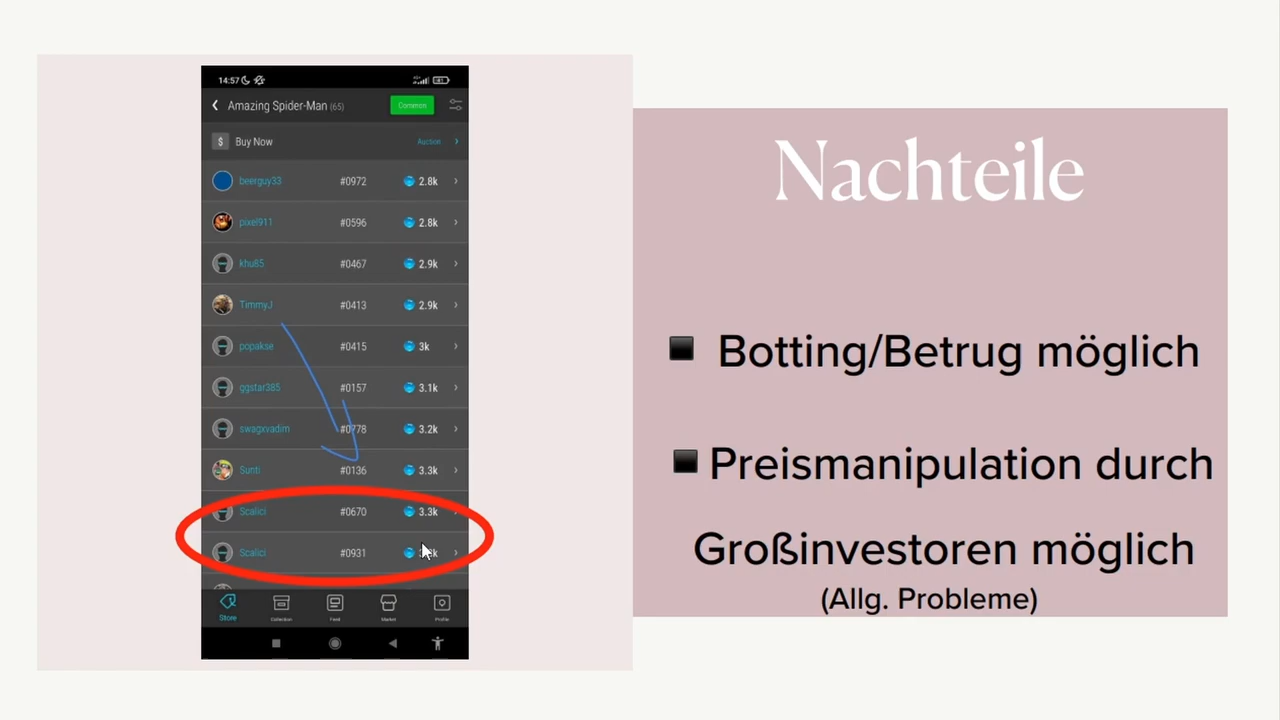 14:57
Amazing Spider-Man (65)
Common
$ Buy Now
Auction
beerguy33 #0972 2.8k
pixel911 #0596 2.8k
khu85 #0467 2.9k
TimmyJ #0413 2.9k
popakse #0415 3k
ggstar385 #0157 3.1k
swagxvadim #0778 3.2k
Sunti #0136 3.3k
Scalici #0670 3.3k
Scalici #0931
Store Collection Feed Market Profile
Nachteile
Botting/Betrug möglich
Preismanipulation durch
Großinvestoren möglich
(Allg. Probleme)